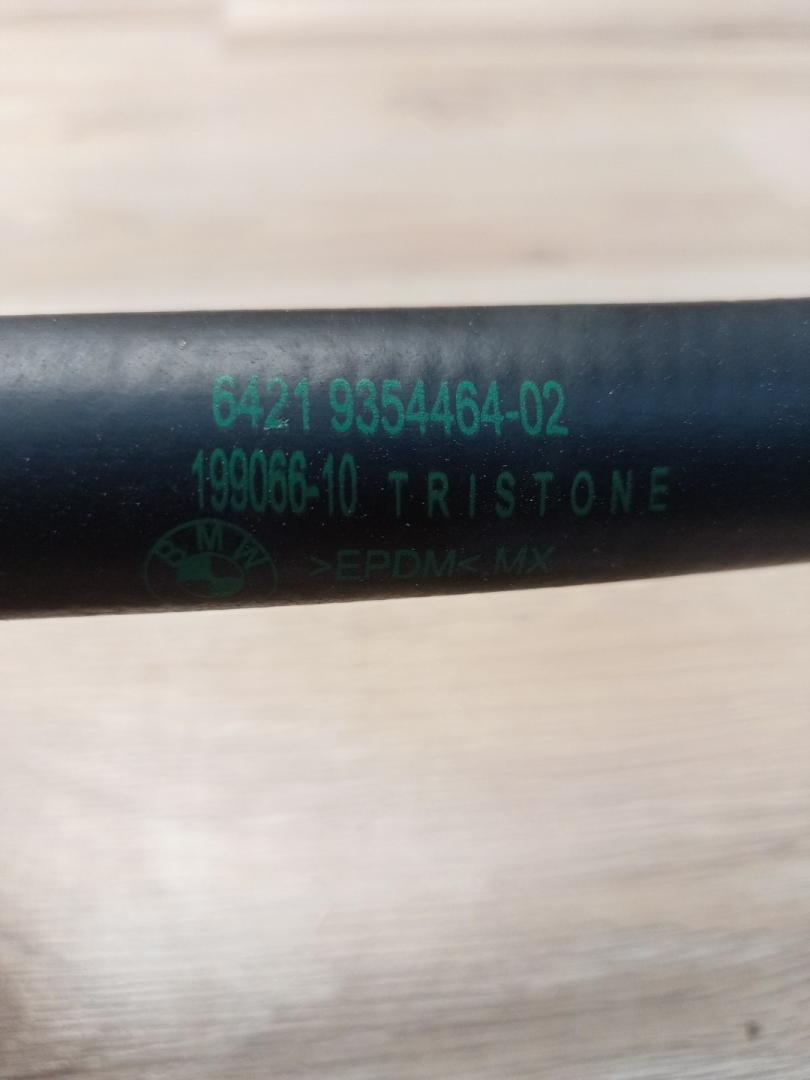 6421 9354464-02
199066-10 TRISTONE
BMW >EPDM< MX